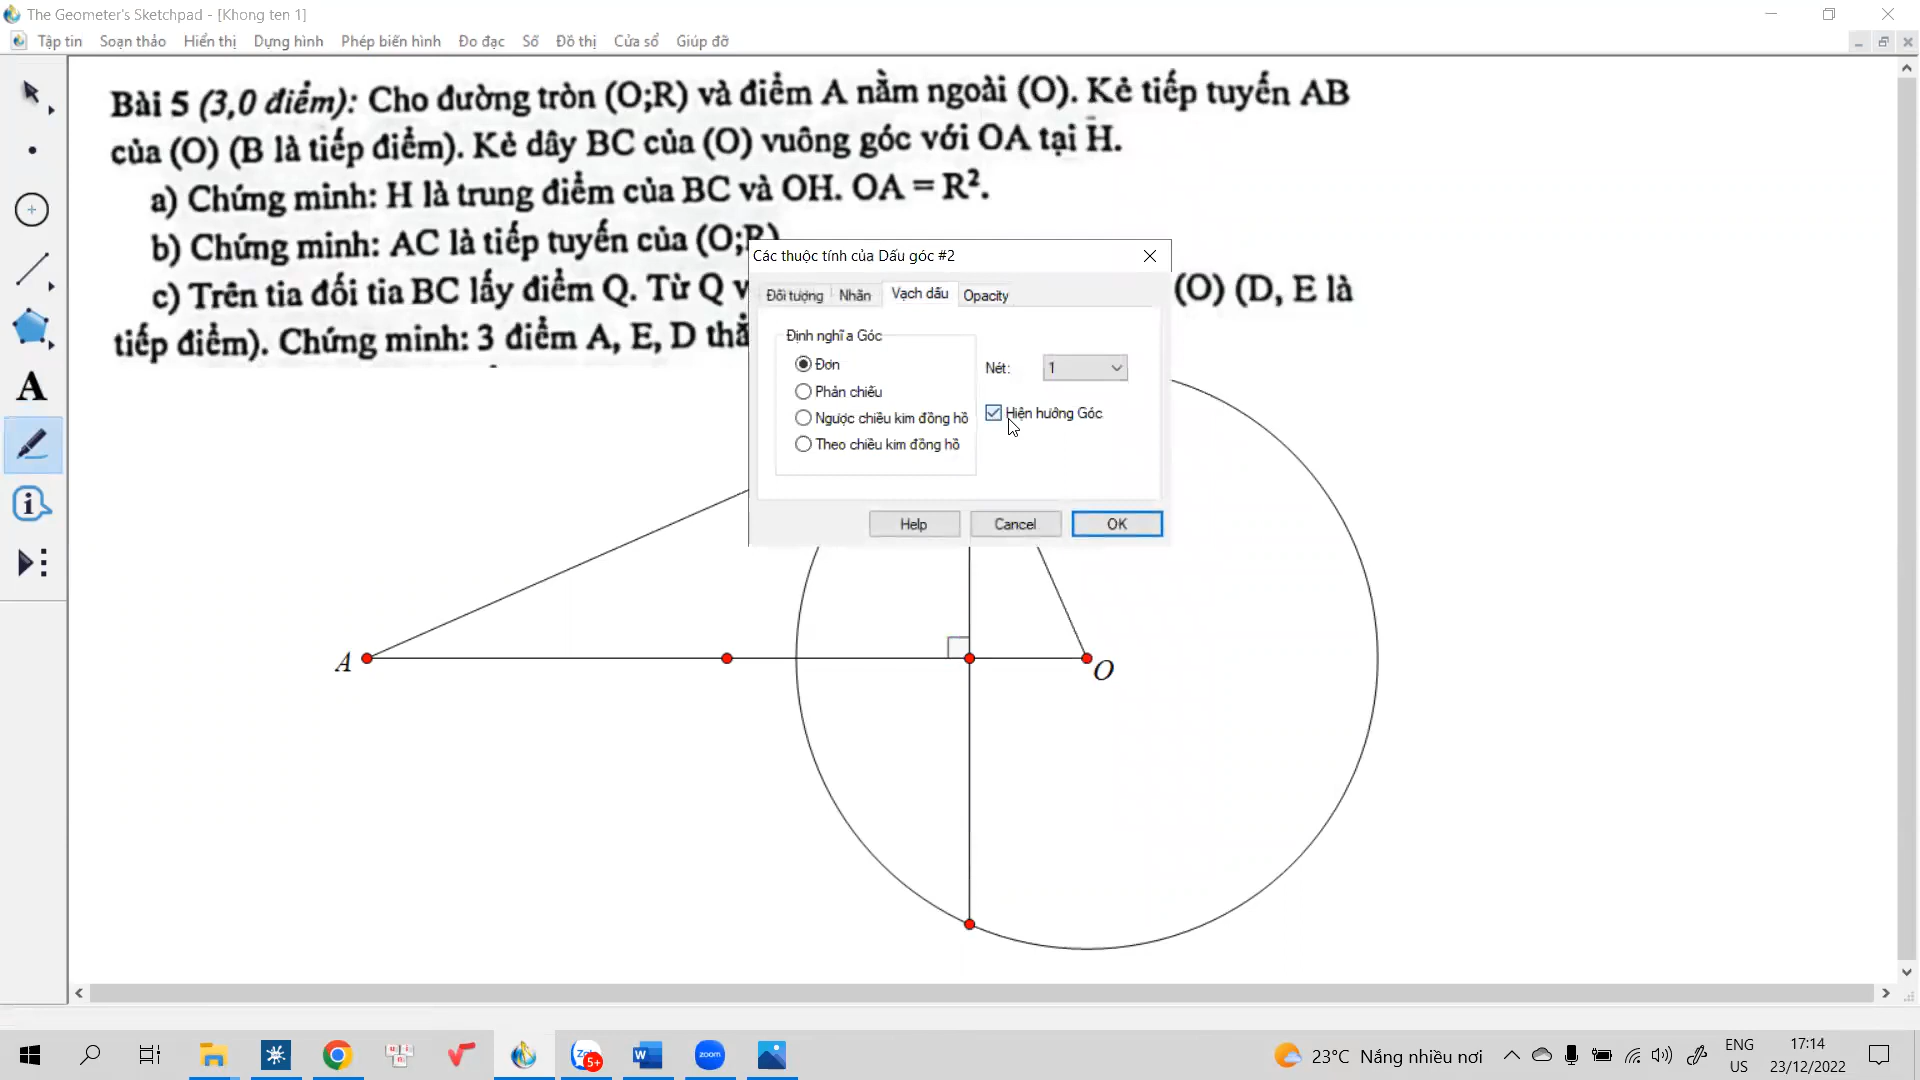 The Geometer's Sketchpad - [Khong ten 1]
Tập tin Soạn thảo Hiển thị Dựng hình Phép biến hình Đo đạc Số Đồ thị Cửa sổ Giúp đỡ
Bài 5 (3,0 điểm): Cho đường tròn (O;R) và điểm A nằm ngoài (O). Kẻ tiếp tuyến AB
của (O) (B là tiếp điểm). Kẻ dây BC của (O) vuông góc với OA tại H.
a) Chứng minh: H là trung điểm của BC và OH. OA = R².
b) Chứng minh: AC là tiếp tuyến của (O;R)
c) Trên tia đối tia BC lấy điểm Q. Từ Q v (O) (D, E là
tiếp điểm). Chứng minh: 3 điểm A, E, D thẳ
Các thuộc tính của Dấu góc #2
Đối tượng Nhãn Vạch dấu Opacity
Định nghĩa Góc
Đơn
Phản chiếu
Ngược chiều kim đồng hồ
Theo chiều kim đồng hồ
Nét: 1
Hiện hướng Góc
Help Cancel OK
A
O
A
5+
W
zoom
23°C Nắng nhiều nơi
ENG
US
17:14
23/12/2022